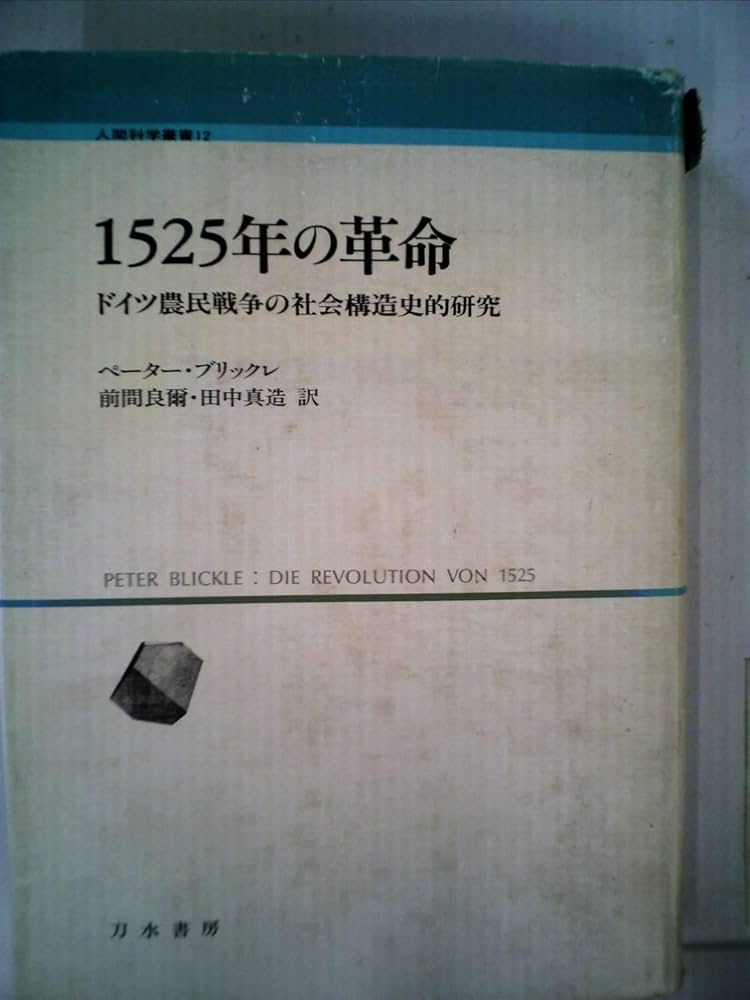 人間科学叢書12
1525年の革命
ドイツ農民戦争の社会構造史的研究
ペーター・ブリックレ
前間良爾・田中真造 訳
PETER BLICKLE : DIE REVOLUTION VON 1525
刀水書房